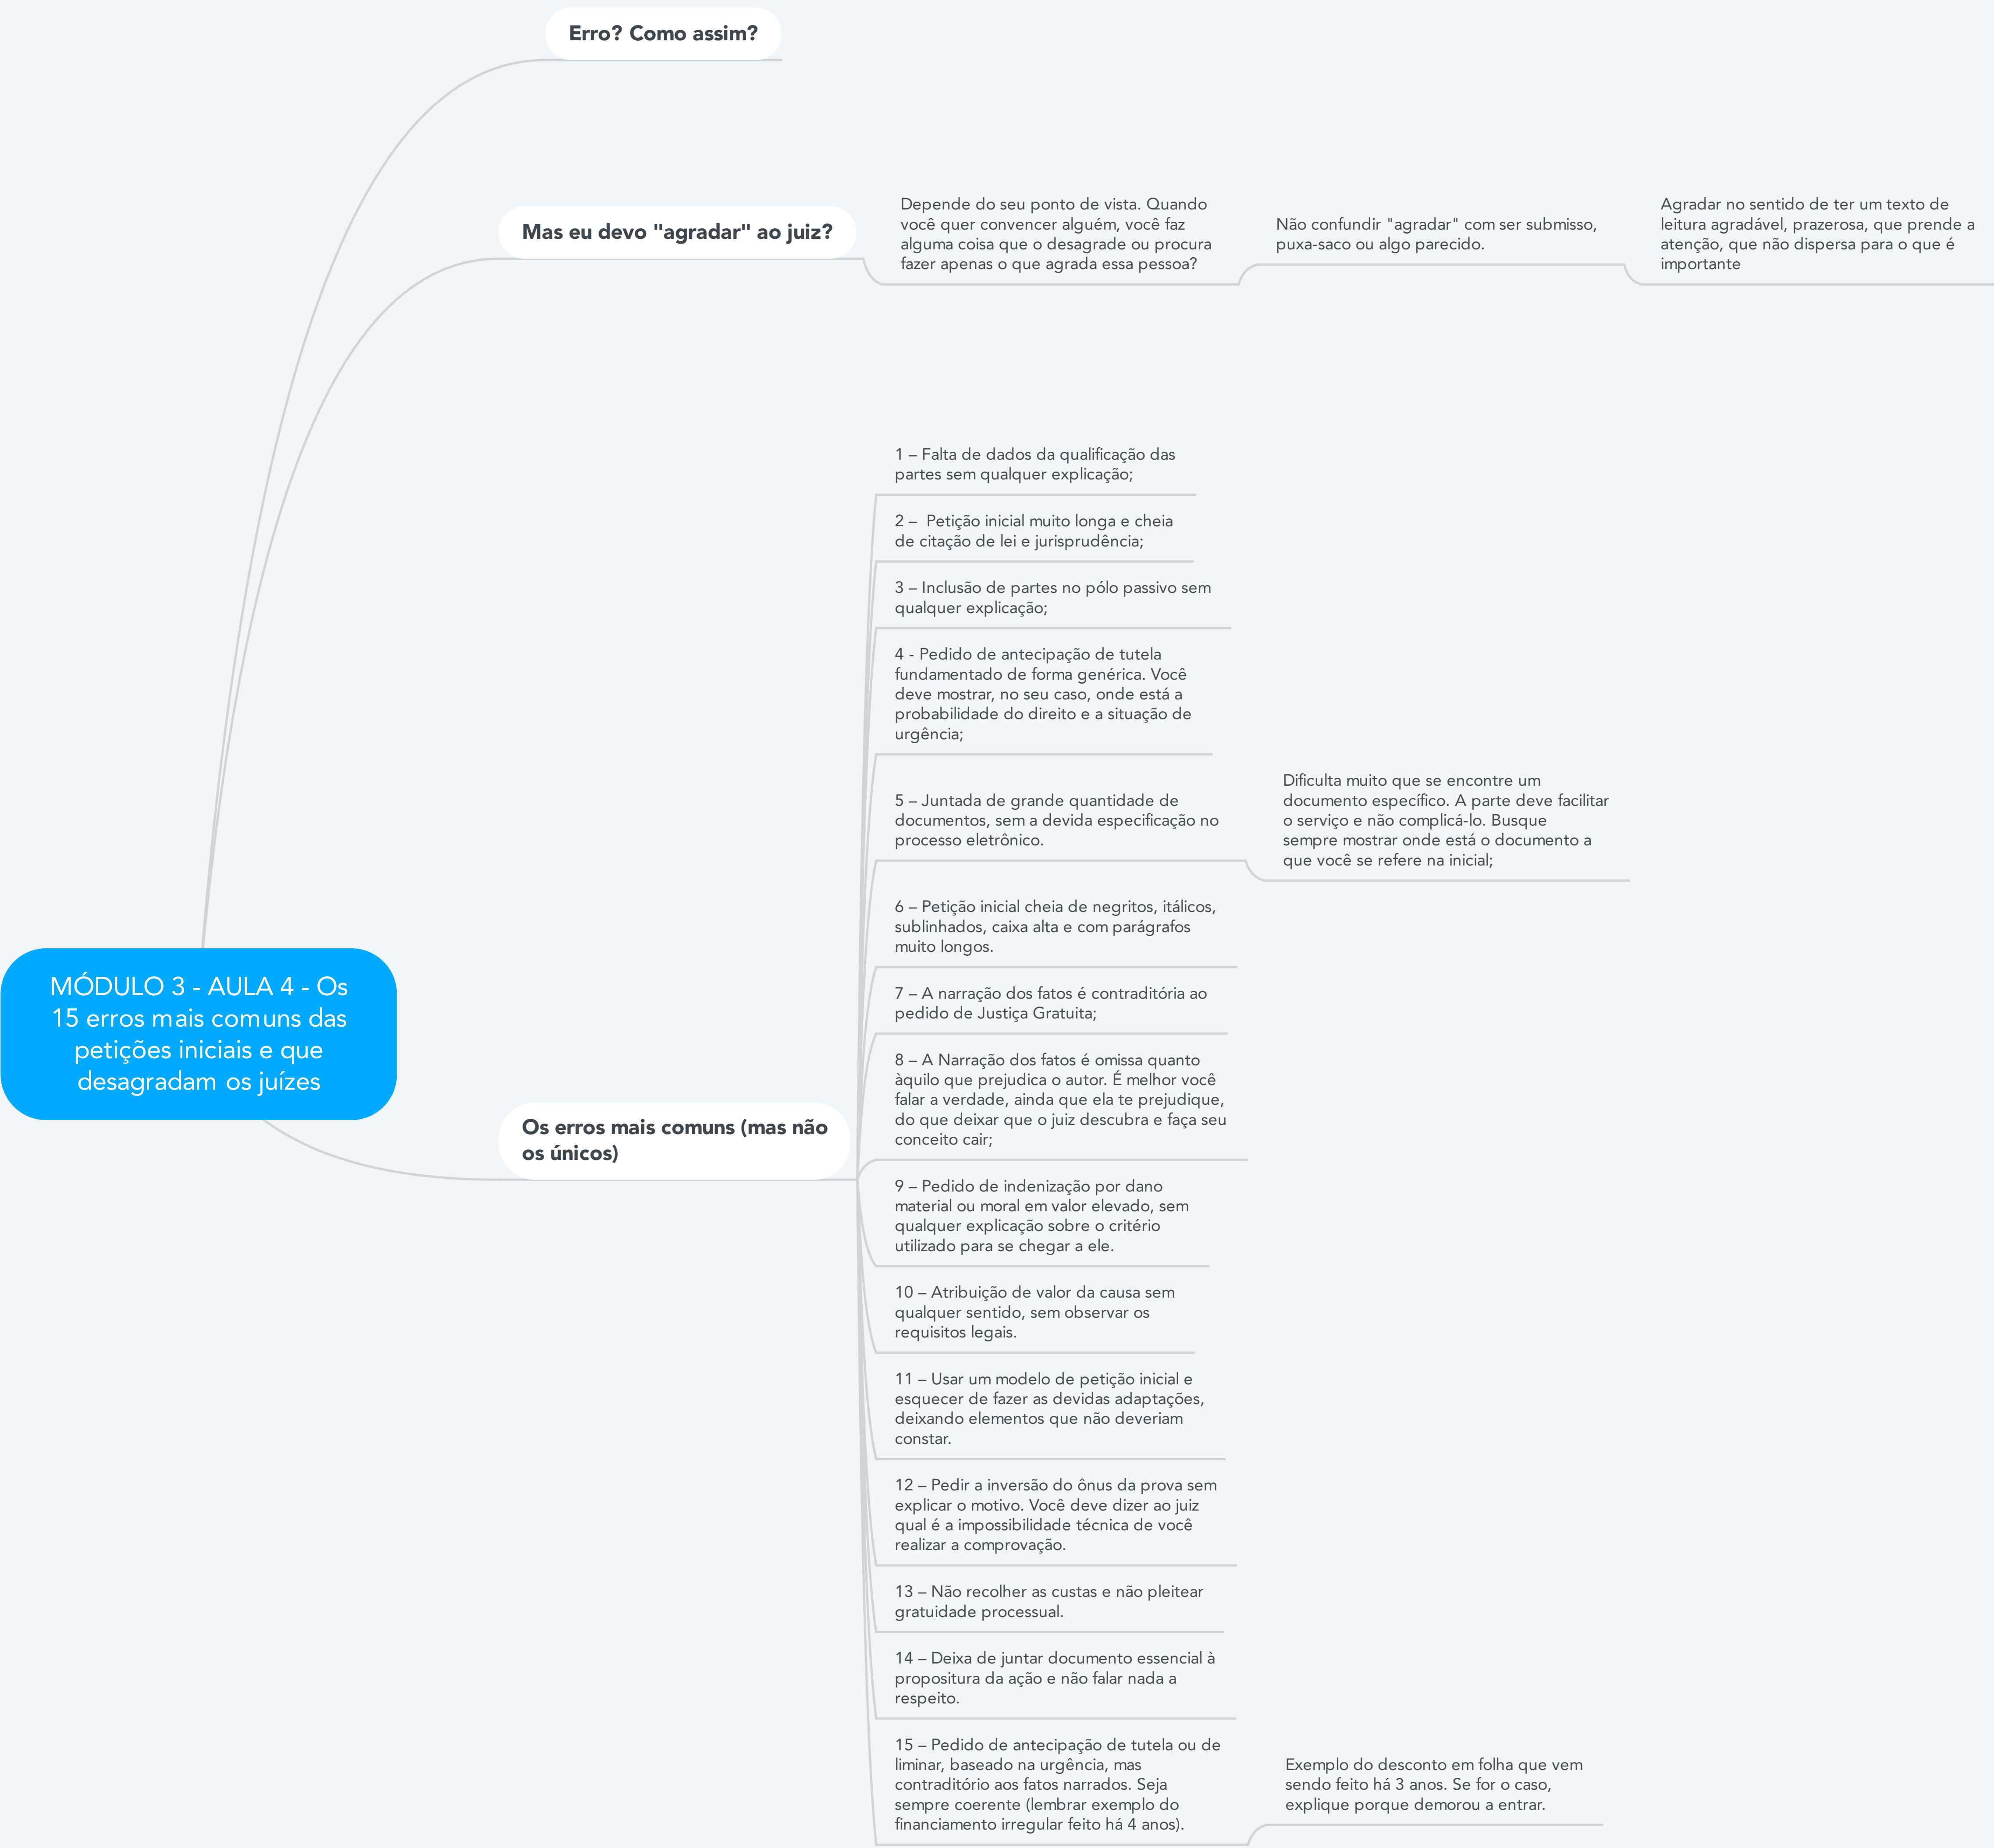 Erro? Como assim?
Mas eu devo "agradar" ao juiz?
Depende do seu ponto de vista. Quando
você quer convencer alguém, você faz
alguma coisa que o desagrade ou procura
fazer apenas o que agrada essa pessoa?
Não confundir "agradar" com ser submisso,
puxa-saco ou algo parecido.
Agradar no sentido de ter um texto de
leitura agradável, prazerosa, que prende a
atenção, que não dispersa para o que é
importante
MÓDULO 3 - AULA 4 - Os
15 erros mais comuns das
petições iniciais e que
desagradam os juízes
Os erros mais comuns (mas não
os únicos)
1 – Falta de dados da qualificação das
partes sem qualquer explicação;
2 –  Petição inicial muito longa e cheia
de citação de lei e jurisprudência;
3 – Inclusão de partes no pólo passivo sem
qualquer explicação;
4 - Pedido de antecipação de tutela
fundamentado de forma genérica. Você
deve mostrar, no seu caso, onde está a
probabilidade do direito e a situação de
urgência;
5 – Juntada de grande quantidade de
documentos, sem a devida especificação no
processo eletrônico.
Dificulta muito que se encontre um
documento específico. A parte deve facilitar
o serviço e não complicá-lo. Busque
sempre mostrar onde está o documento a
que você se refere na inicial;
6 – Petição inicial cheia de negritos, itálicos,
sublinhados, caixa alta e com parágrafos
muito longos.
7 – A narração dos fatos é contraditória ao
pedido de Justiça Gratuita;
8 – A Narração dos fatos é omissa quanto
àquilo que prejudica o autor. É melhor você
falar a verdade, ainda que ela te prejudique,
do que deixar que o juiz descubra e faça seu
conceito cair;
9 – Pedido de indenização por dano
material ou moral em valor elevado, sem
qualquer explicação sobre o critério
utilizado para se chegar a ele.
10 – Atribuição de valor da causa sem
qualquer sentido, sem observar os
requisitos legais.
11 – Usar um modelo de petição inicial e
esquecer de fazer as devidas adaptações,
deixando elementos que não deveriam
constar.
12 – Pedir a inversão do ônus da prova sem
explicar o motivo. Você deve dizer ao juiz
qual é a impossibilidade técnica de você
realizar a comprovação.
13 – Não recolher as custas e não pleitear
gratuidade processual.
14 – Deixa de juntar documento essencial à
propositura da ação e não falar nada a
respeito.
15 – Pedido de antecipação de tutela ou de
liminar, baseado na urgência, mas
contraditório aos fatos narrados. Seja
sempre coerente (lembrar exemplo do
financiamento irregular feito há 4 anos).
Exemplo do desconto em folha que vem
sendo feito há 3 anos. Se for o caso,
explique porque demorou a entrar.